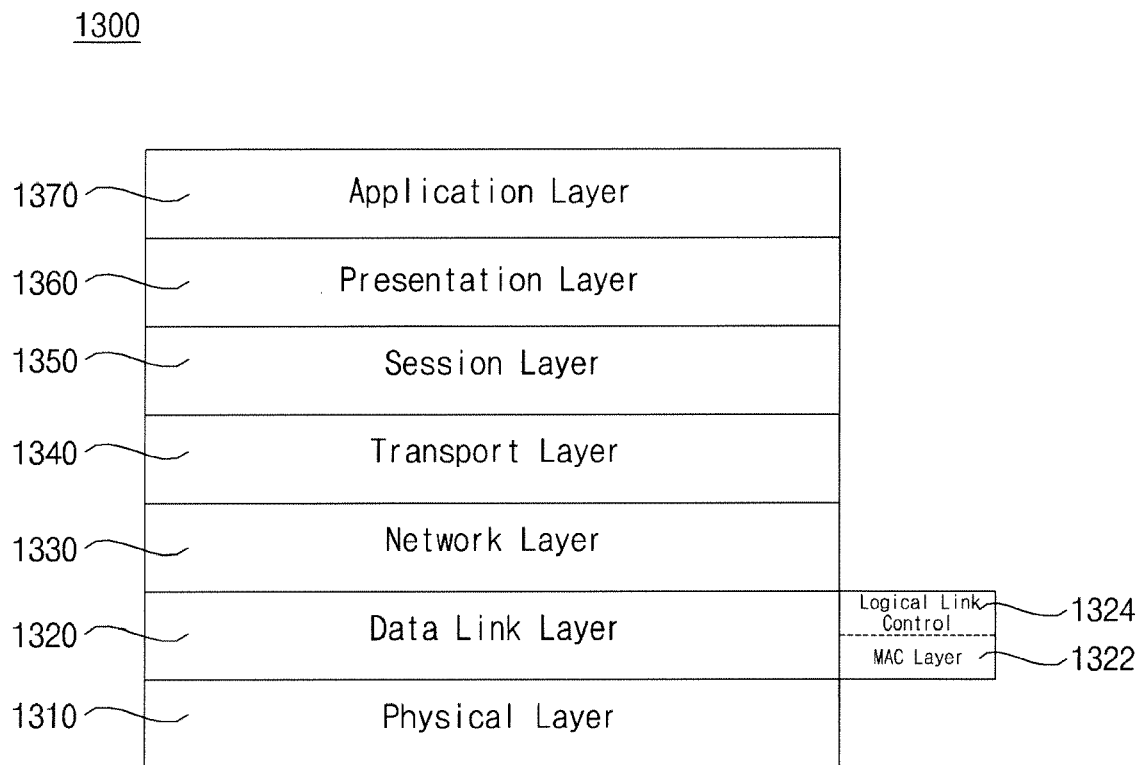 1300
1370 Application Layer
1360 Presentation Layer
1350 Session Layer
1340 Transport Layer
1330 Network Layer
1320 Data Link Layer
Logical Link
Control
1324
MAC Layer 1322
1310 Physical Layer